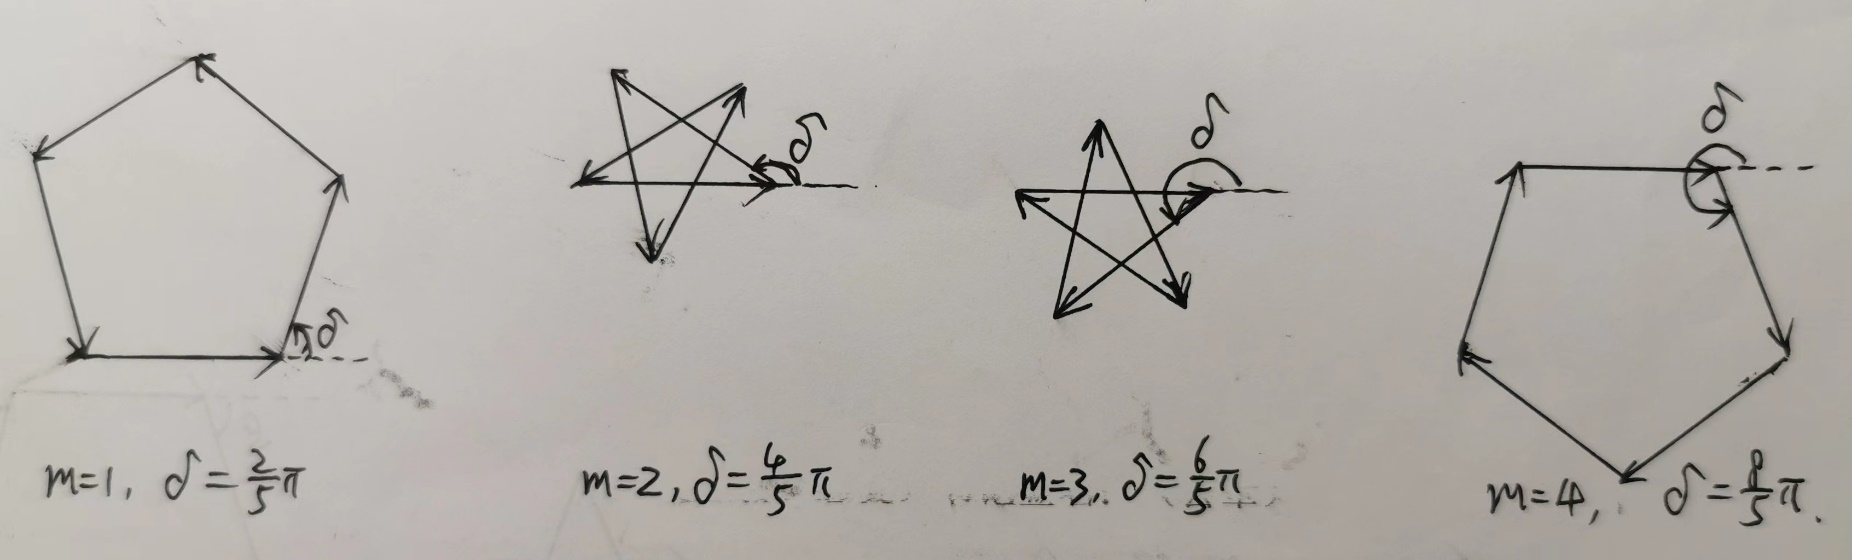 δ
δ
δ
δ
m=1, δ=2/5π
m=2, δ=4/5π
m=3, δ=6/5π
m=4, δ=8/5π.